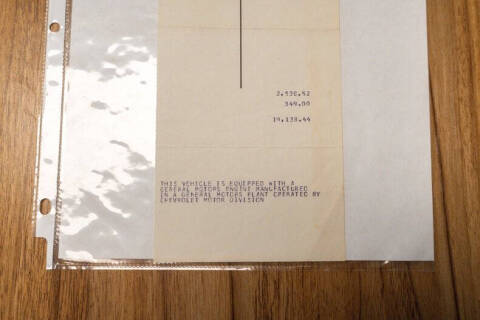 2,530.52
349.00
19,138.44
THIS VEHICLE IS EQUIPPED WITH A
GENERAL MOTORS ENGINE MANUFACTURED
IN A GENERAL MOTORS PLANT OPERATED BY
CHEVROLET MOTOR DIVISION